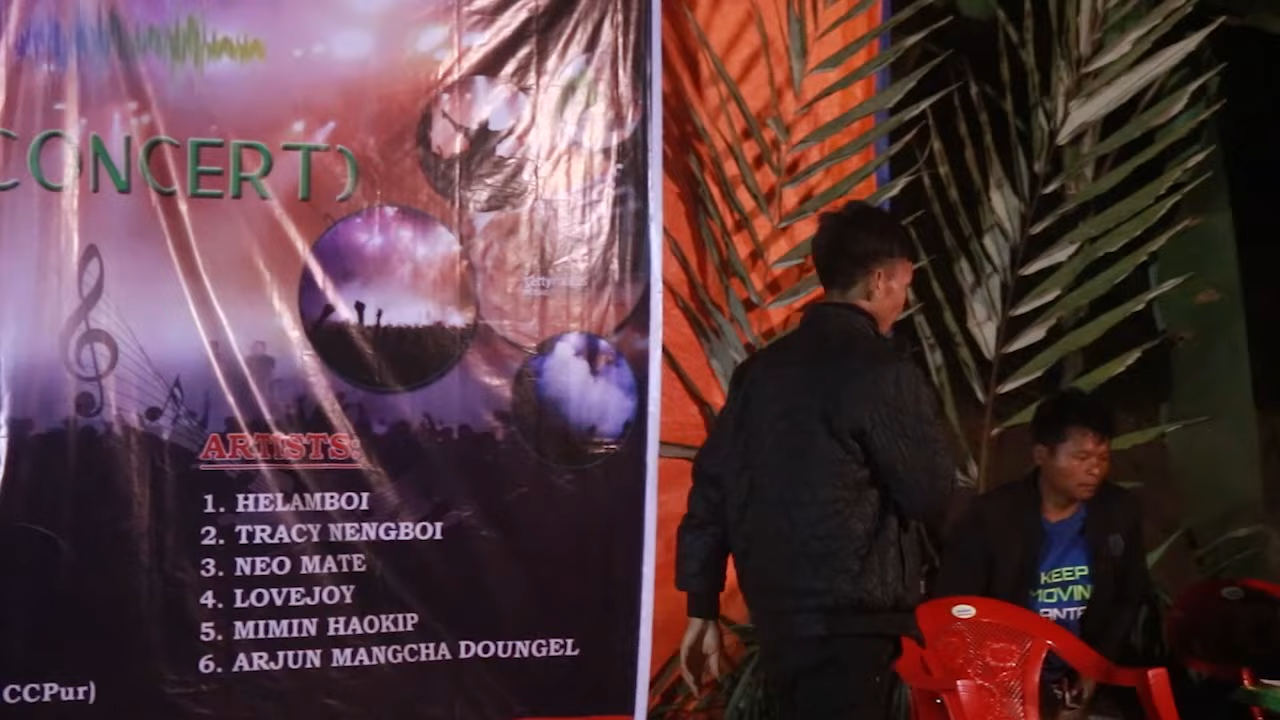 CONCERT)
gettyimages
ARTISTS:
1. HELAMBOI
2. TRACY NENGBOI
3. NEO MATE
4. LOVEJOY
5. MIMIN HAOKIP
6. ARJUN MANGCHA DOUNGEL
CCPur)
KEEP
MOVIN